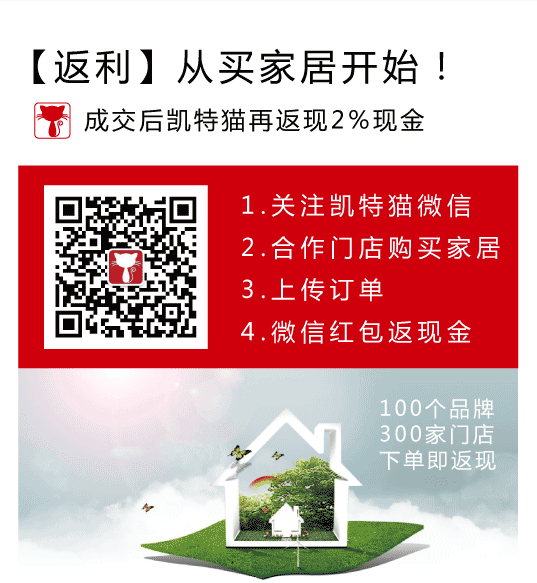 【返利】从买家居开始！
成交后凯特猫再返现2%现金
1.关注凯特猫微信
2.合作门店购买家居
3.上传订单
4.微信红包返现金
100个品牌
300家门店
下单即返现